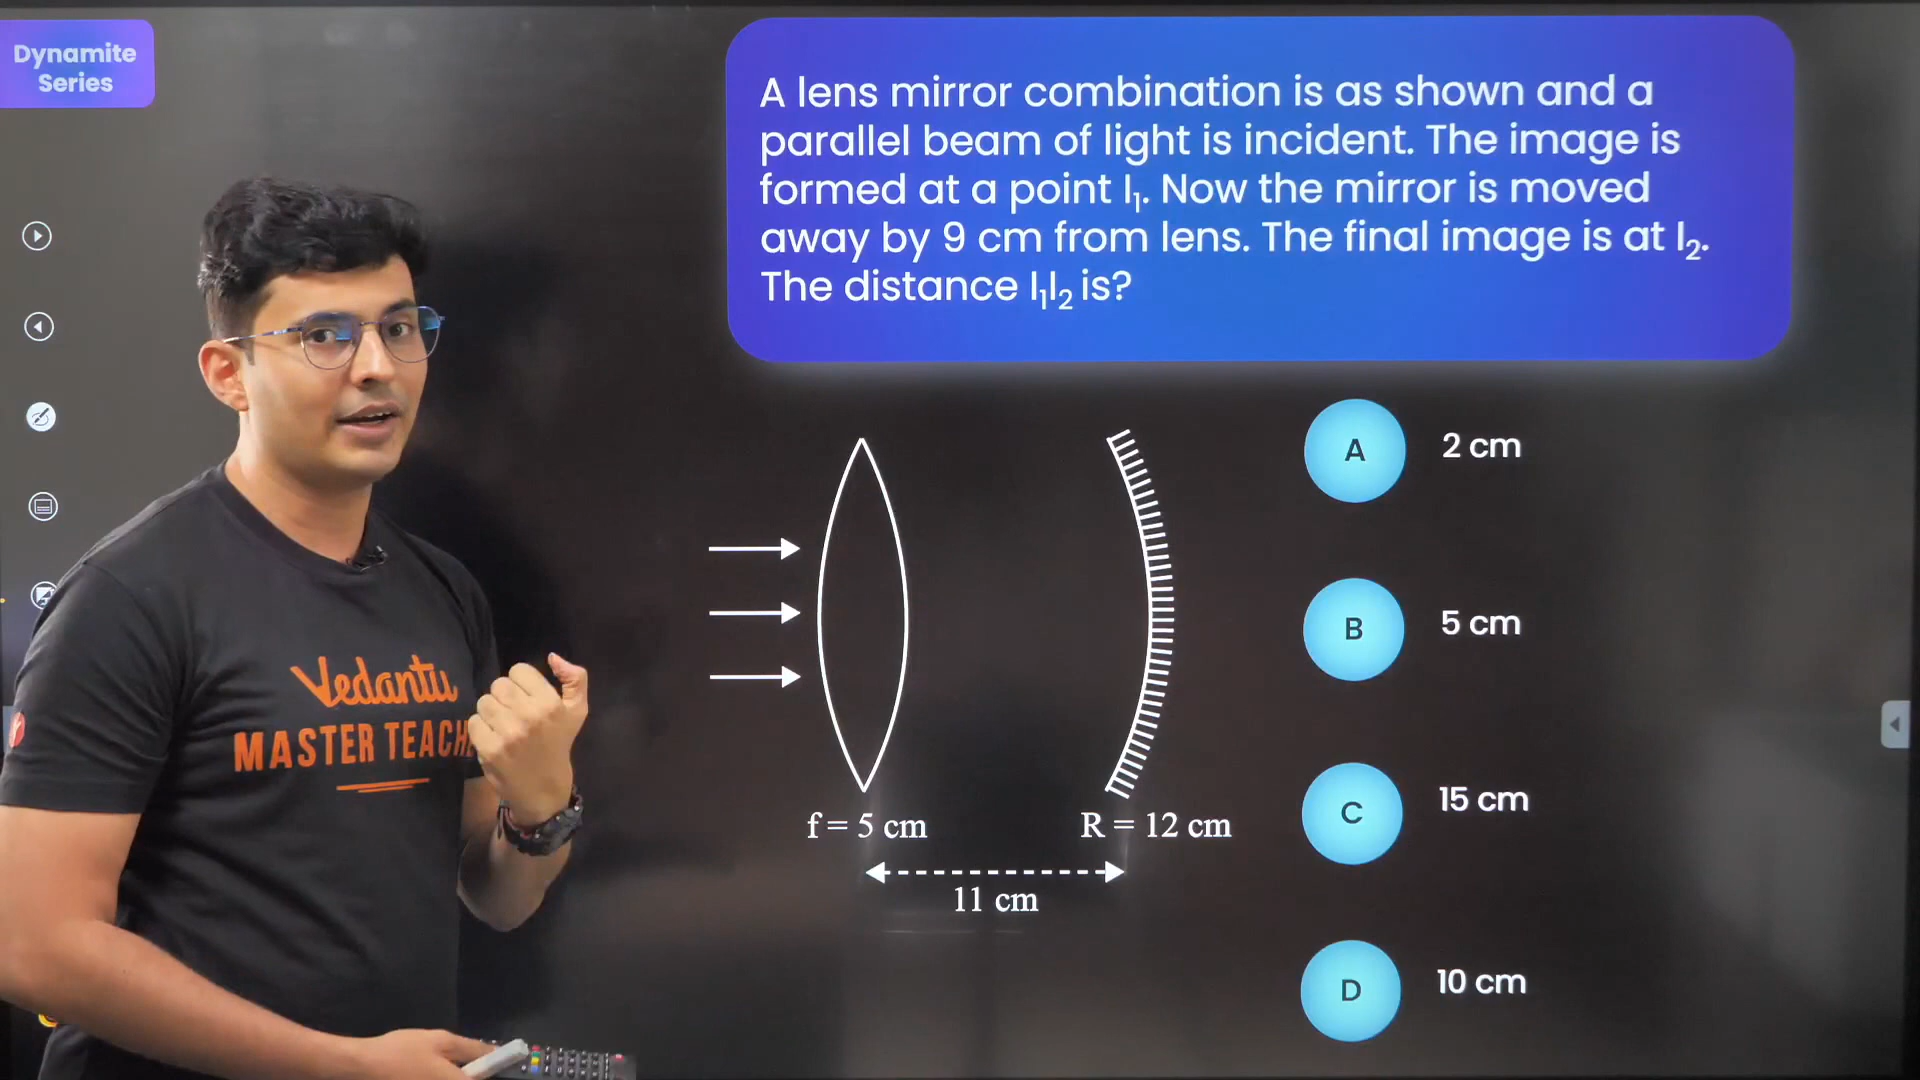 Dynamite
Series
A lens mirror combination is as shown and a
parallel beam of light is incident. The image is
formed at a point I₁. Now the mirror is moved
away by 9 cm from lens. The final image is at I₂.
The distance I₁I₂ is?
A 2 cm
B 5 cm
C 15 cm
D 10 cm
f = 5 cm
R = 12 cm
11 cm
Vedantu
MASTER TEACH